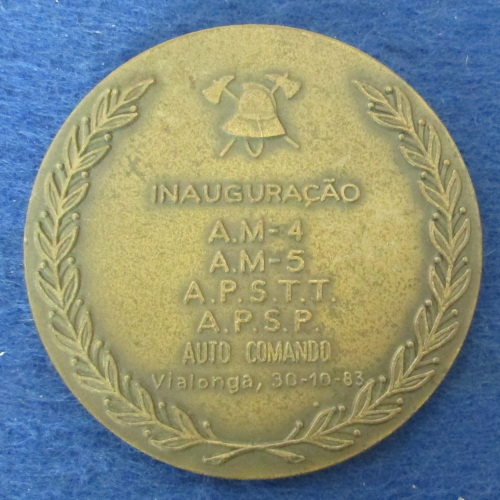 INAUGURAÇÃO
A.M-4
A.M-5
A.P.S.T.T.
A.P.S.P.
AUTO COMANDO
Vialonga, 30-10-83